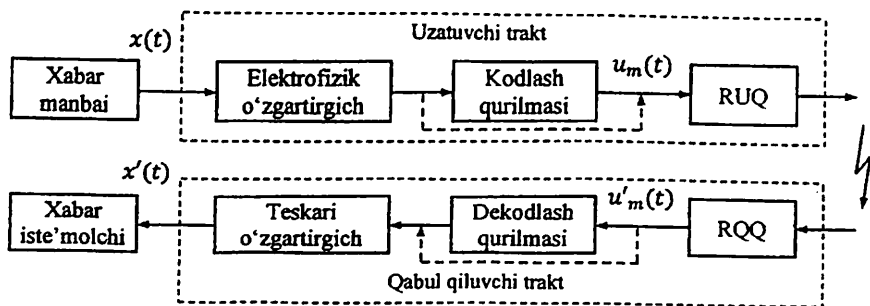 Uzatuvchi trakt
x(t)
Xabar
manbai
Elektrofizik
o‘zgartirgich
Kodlash
qurilmasi
u_m(t)
RUQ
x'(t)
Xabar
iste’molchi
Teskari
o‘zgartirgich
Dekodlash
qurilmasi
u'_m(t)
RQQ
Qabul qiluvchi trakt